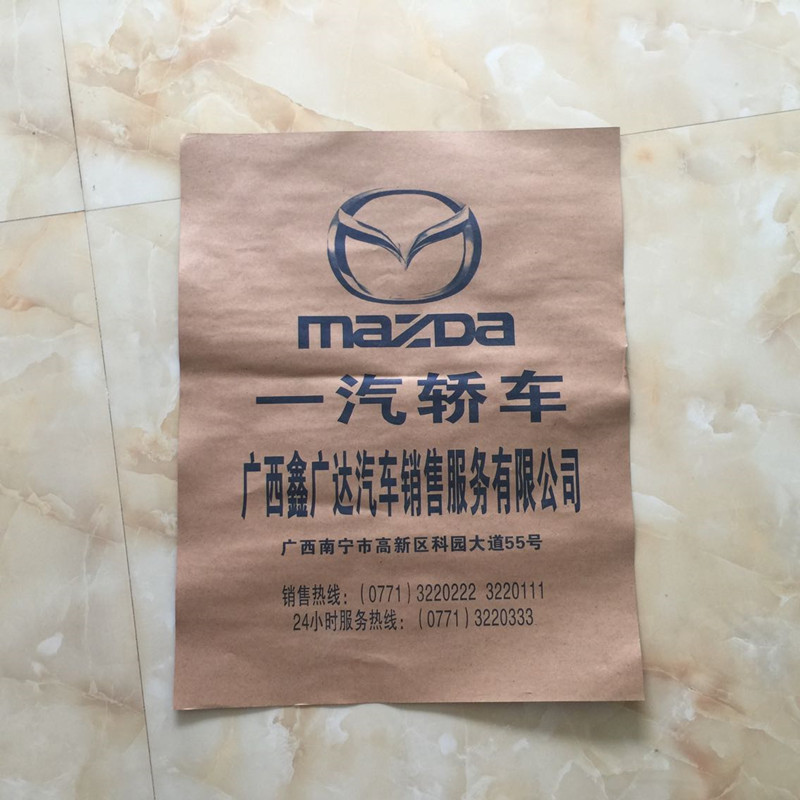 mazda
一汽轿车
广西鑫广达汽车销售服务有限公司
广西南宁市高新区科园大道55号
销售热线：(0771)3220222 3220111
24小时服务热线：(0771)3220333